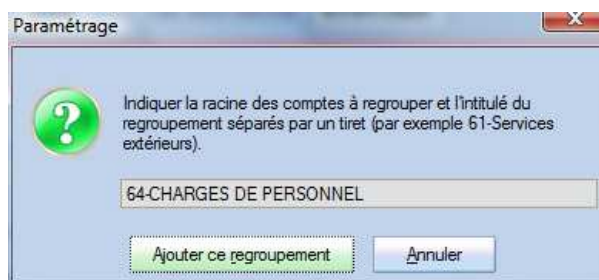 Paramétrage
Indiquer la racine des comptes à regrouper et l'intitulé du
regroupement séparés par un tiret (par exemple 61-Services
extérieurs).
64-CHARGES DE PERSONNEL
Ajouter ce regroupement Annuler